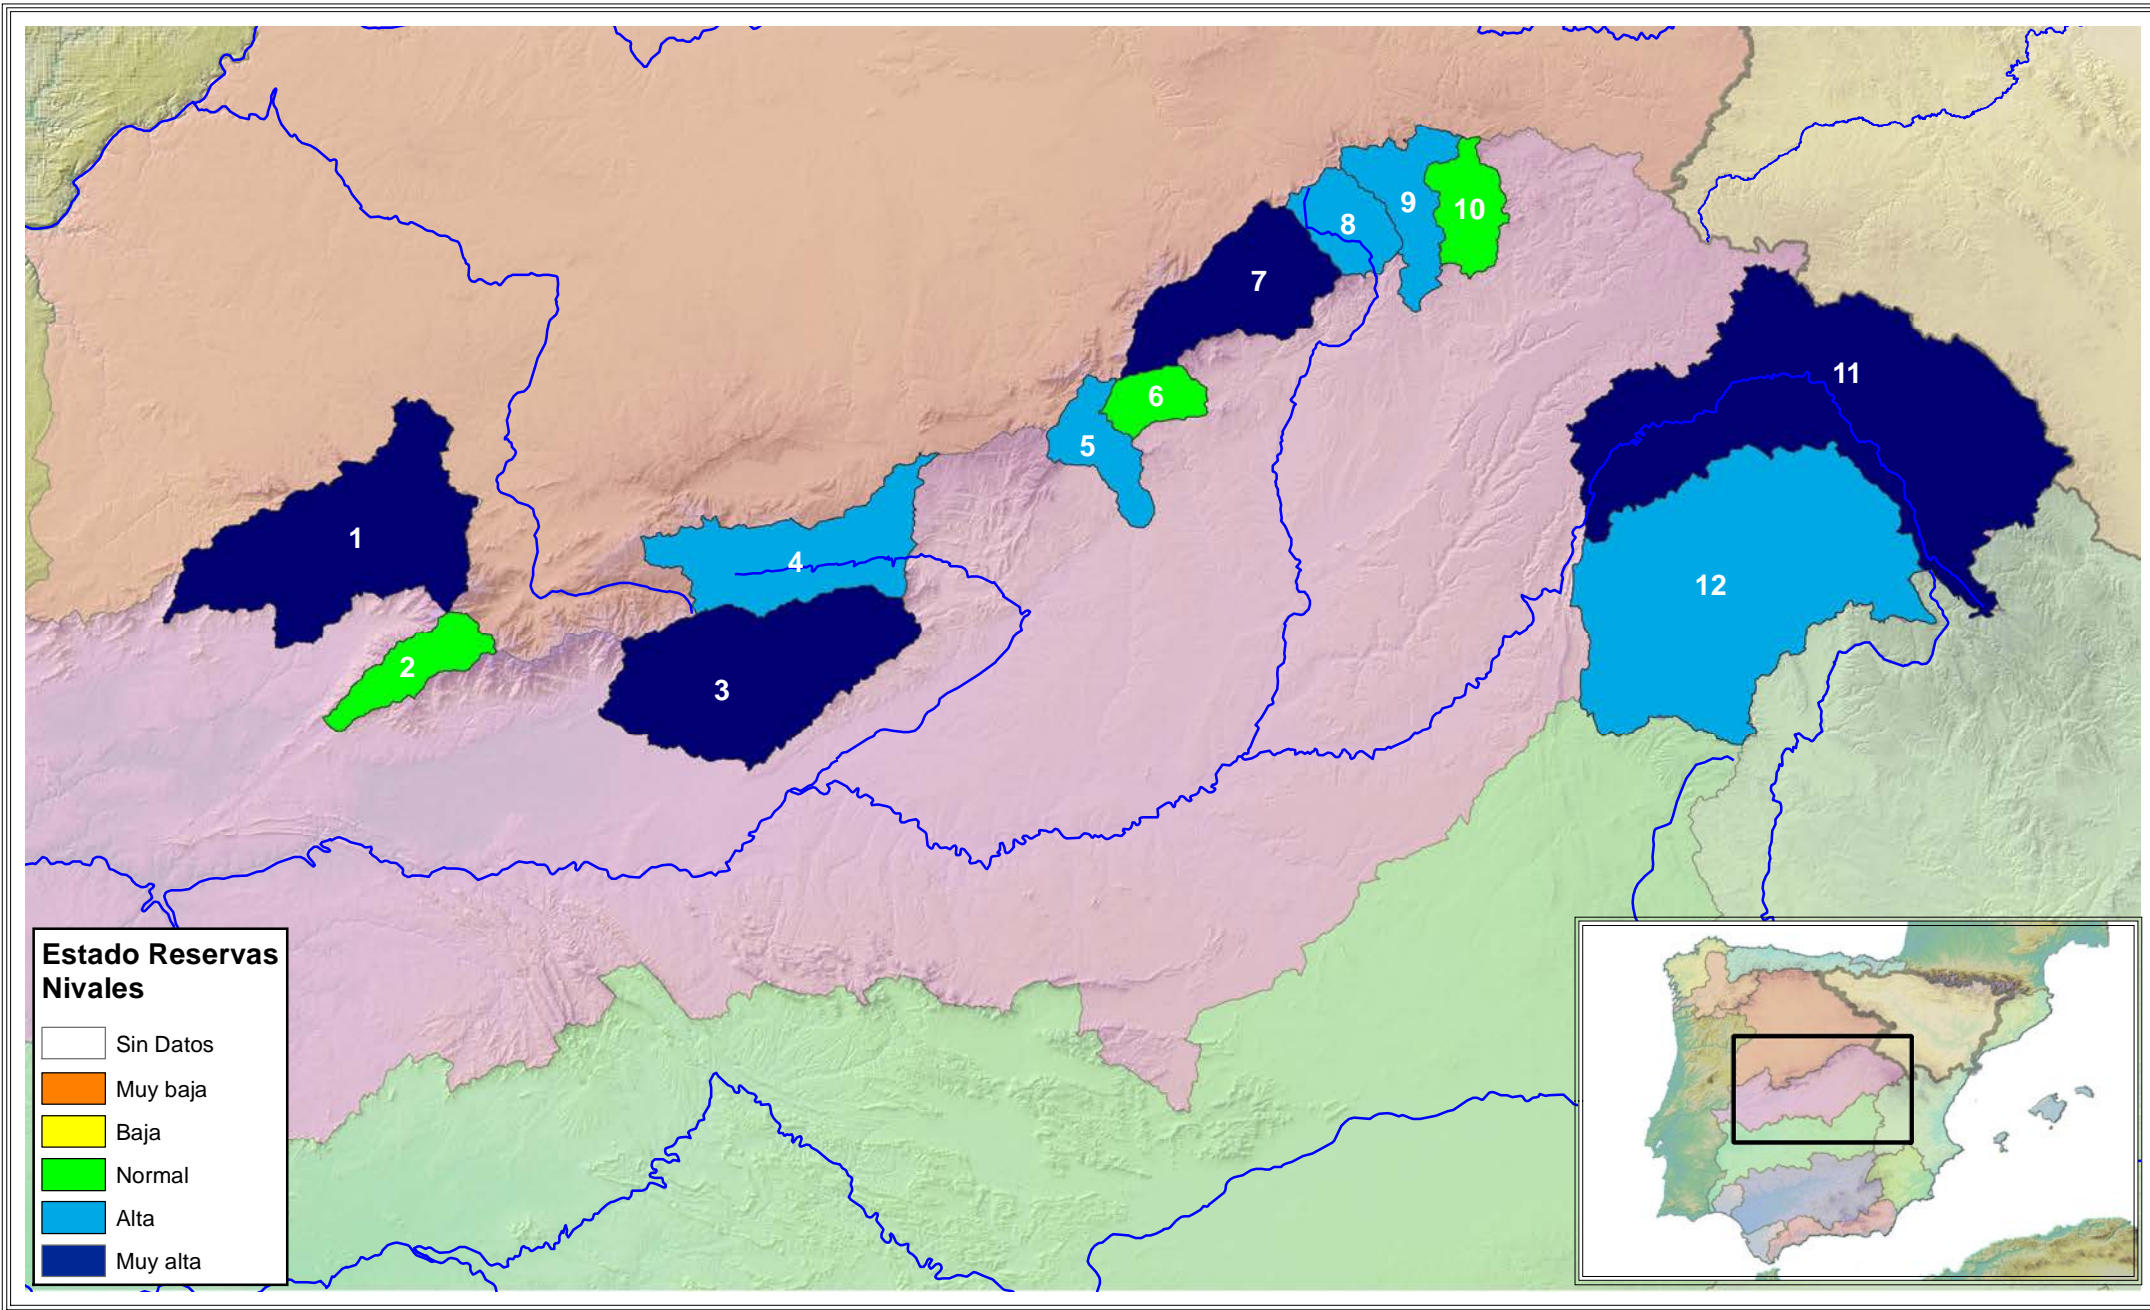 9
10
8
7
11
6
5
1
4
12
2
3
Estado Reservas
Nivales
Sin Datos
Muy baja
Baja
Normal
Alta
Muy alta